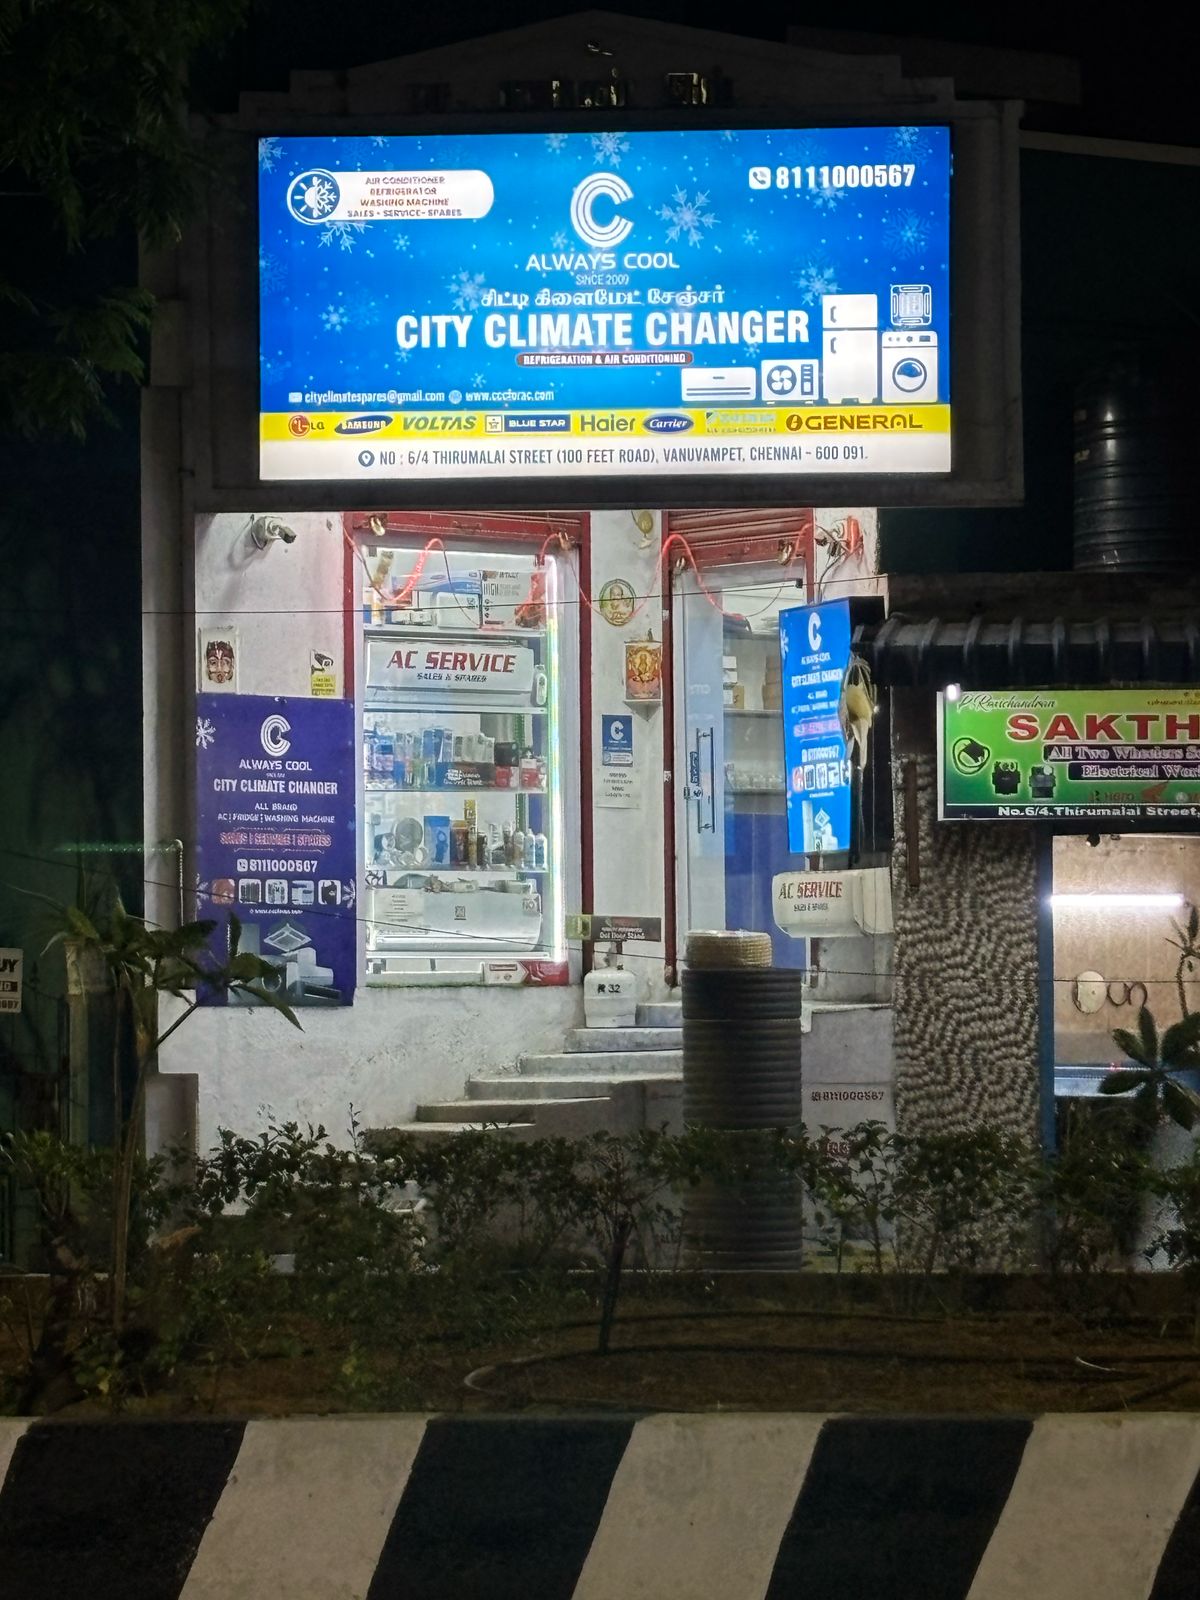 AIR CONDITIONER
REFRIGERATOR
WASHING MACHINE
SALES - SERVICE - SPARES
8111000567
ALWAYS COOL
SINCE 2009
சிட்டி கிளைமேட் சேஞ்சர்
CITY CLIMATE CHANGER
REFRIGERATION & AIR CONDITIONING
cityclimatespares@gmail.com www.cccforac.com
LG SAMSUNG VOLTAS BLUE STAR Haier Carrier GENERAL
NO : 6/4 THIRUMALAI STREET (100 FEET ROAD), VANUVAMPET, CHENNAI - 600 091.
AC SERVICE
SALES & SPARES
ALWAYS COOL
CITY CLIMATE CHANGER
ALL BRAND
AC | FRIDGE | WASHING MACHINE
SALES | SERVICE | SPARES
8111000567
ALWAYS COOL
CITY CLIMATE CHANGER
ALL BRAND
AC SERVICE
SALES & SPARES
R 32
8111000567
P. Ravichandran
SAKTH
All Two Wheelers
Electrical
No.6/4, Thirumalai Street,